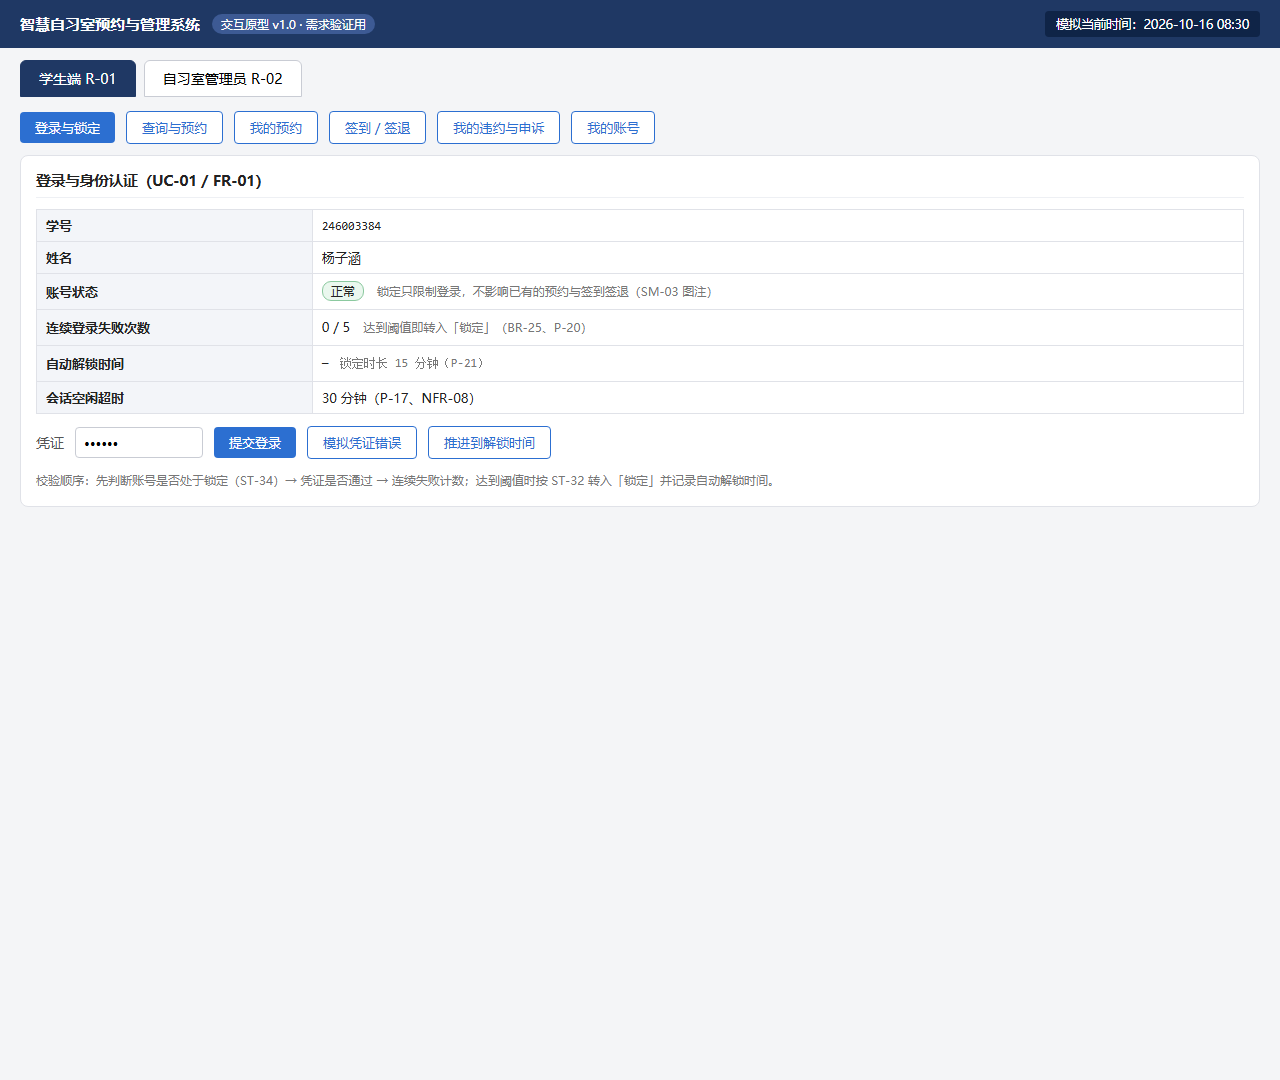 智慧自习室预约与管理系统 交互原型 v1.0 · 需求验证用 模拟当前时间：2026-10-16 08:30
学生端 R-01 自习室管理员 R-02
登录与锁定 查询与预约 我的预约 签到 / 签退 我的违约与申诉 我的账号
登录与身份认证（UC-01 / FR-01）
学号 246003384
姓名 杨子涵
账号状态 正常 锁定只限制登录，不影响已有的预约与签到签退（SM-03 图注）
连续登录失败次数 0 / 5 达到阈值即转入「锁定」（BR-25、P-20）
自动解锁时间 – 锁定时长 15 分钟（P-21）
会话空闲超时 30 分钟（P-17、NFR-08）
凭证 •••••• 提交登录 模拟凭证错误 推进到解锁时间
校验顺序：先判断账号是否处于锁定（ST-34）→ 凭证是否通过 → 连续失败计数；达到阈值时按 ST-32 转入「锁定」并记录自动解锁时间。